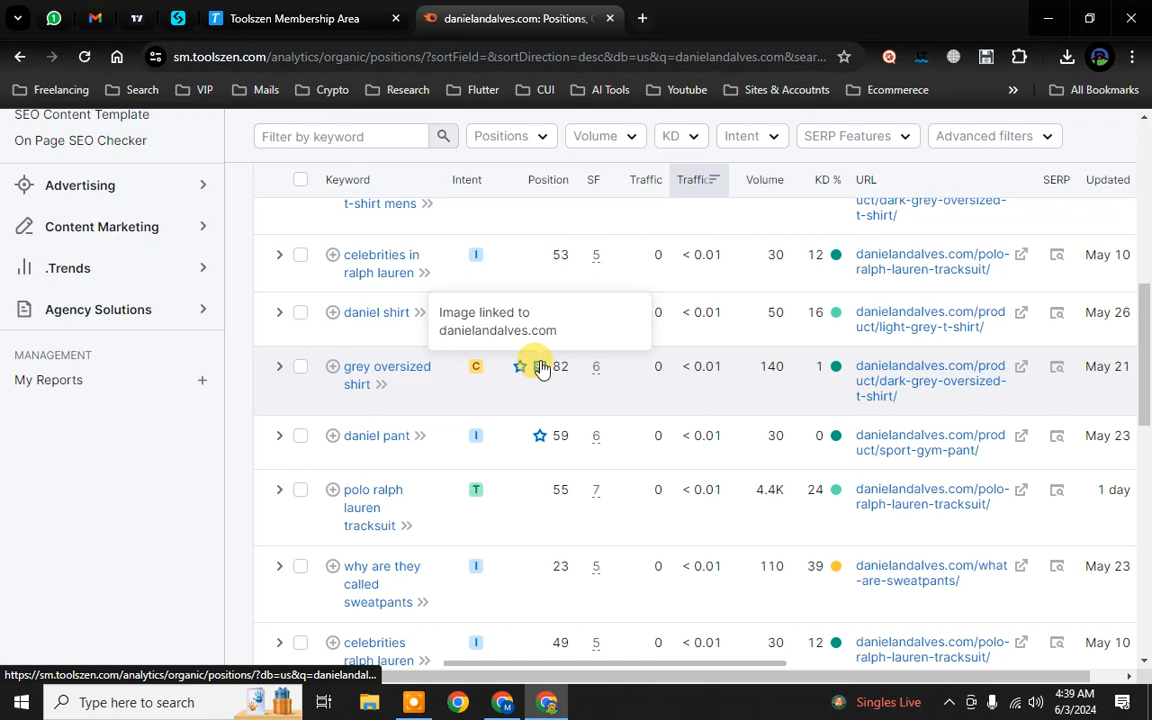 Toolszen Membership Area
danielandalves.com: Positions,
sm.toolszen.com/analytics/organic/positions/?sortField=&sortDirection=desc&db=us&q=danielandalves.com&sear...
Freelancing
Search
VIP
Mails
Crypto
Research
Flutter
CUI
AI Tools
Youtube
Sites & Accoutnts
Ecommerece
»
All Bookmarks
SEO Content Template
On Page SEO Checker
Advertising
Content Marketing
.Trends
Agency Solutions
MANAGEMENT
My Reports +
Filter by keyword
Positions
Volume
KD
Intent
SERP Features
Advanced filters
Keyword Intent Position SF Traffic Traffic Volume KD % URL SERP Updated
t-shirt mens
uct/dark-grey-oversized-
t-shirt/
celebrities in I 53 5 0 < 0.01 30 12 danielandalves.com/polo- May 10
ralph lauren ralph-lauren-tracksuit/
Image linked to
danielandalves.com
daniel shirt 0 < 0.01 50 16 danielandalves.com/prod May 26
uct/light-grey-t-shirt/
grey oversized C 82 6 0 < 0.01 140 1 danielandalves.com/prod May 21
shirt uct/dark-grey-oversized-
t-shirt/
daniel pant I 59 6 0 < 0.01 30 0 danielandalves.com/prod May 23
uct/sport-gym-pant/
polo ralph T 55 7 0 < 0.01 4.4K 24 danielandalves.com/polo- 1 day
lauren ralph-lauren-tracksuit/
tracksuit
why are they I 23 5 0 < 0.01 110 39 danielandalves.com/what May 23
called -are-sweatpants/
sweatpants
celebrities I 49 5 0 < 0.01 30 12 danielandalves.com/polo- May 10
ralph lauren ralph-lauren-tracksuit/
https://sm.toolszen.com/analytics/organic/positions/?db=us&q=danielandal...
Type here to search
Singles Live
4:39 AM
6/3/2024